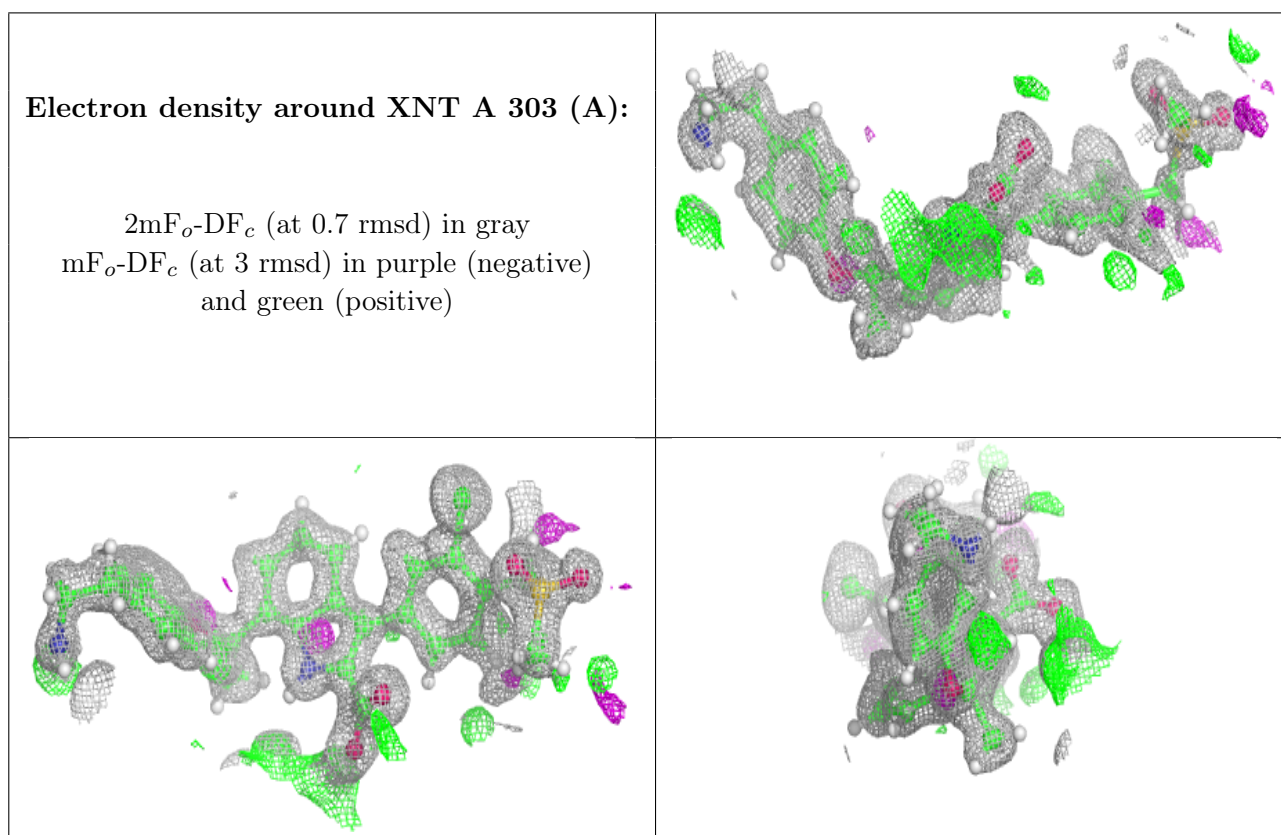 Electron density around XNT A 303 (A):
2mFo-DFc (at 0.7 rmsd) in gray
mFo-DFc (at 3 rmsd) in purple (negative)
and green (positive)